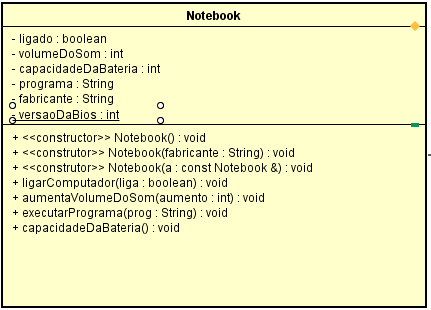 Notebook
- ligado : boolean
- volumeDoSom : int
- capacidadeDaBateria : int
- programa : String
- fabricante : String
- versaoDaBios : int
+ <<constructor>> Notebook() : void
+ <<construtor>> Notebook(fabricante : String) : void
+ <<construtor>> Notebook(a : const Notebook &) : void
+ ligarComputador(liga : boolean) : void
+ aumentaVolumeDoSom(aumento : int) : void
+ executarPrograma(prog : String) : void
+ capacidadeDaBateria() : void